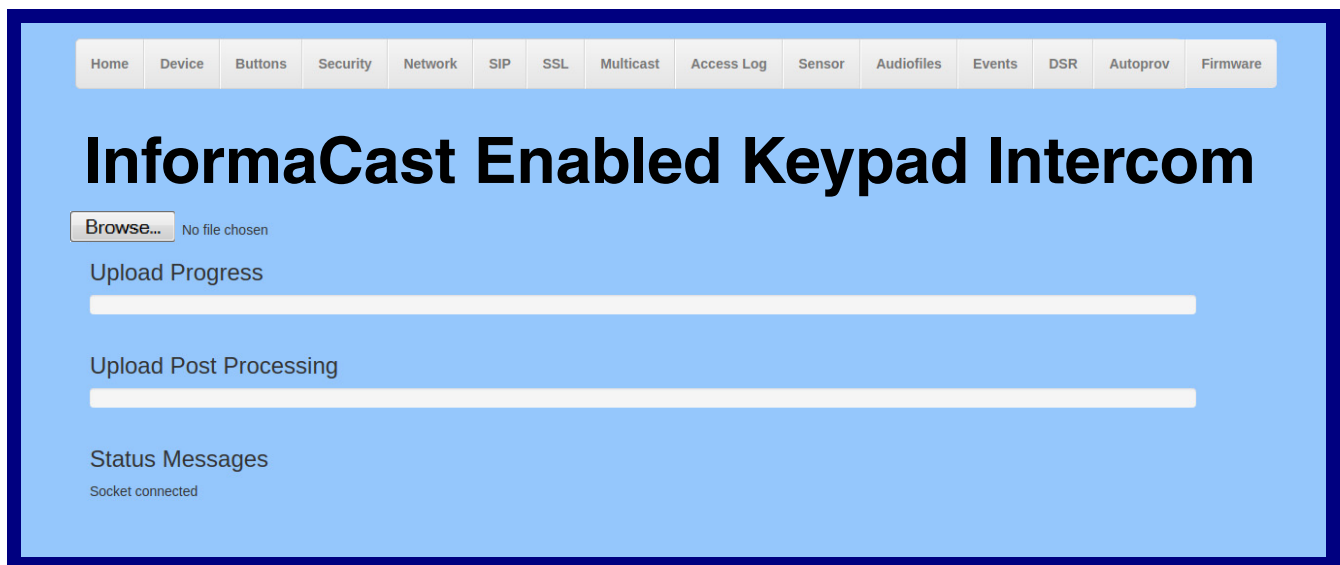 Home Device Buttons Security Network SIP SSL Multicast Access Log Sensor Audiofiles Events DSR Autoprov Firmware
InformaCast Enabled Keypad Intercom
Browse... No file chosen
Upload Progress
Upload Post Processing
Status Messages
Socket connected